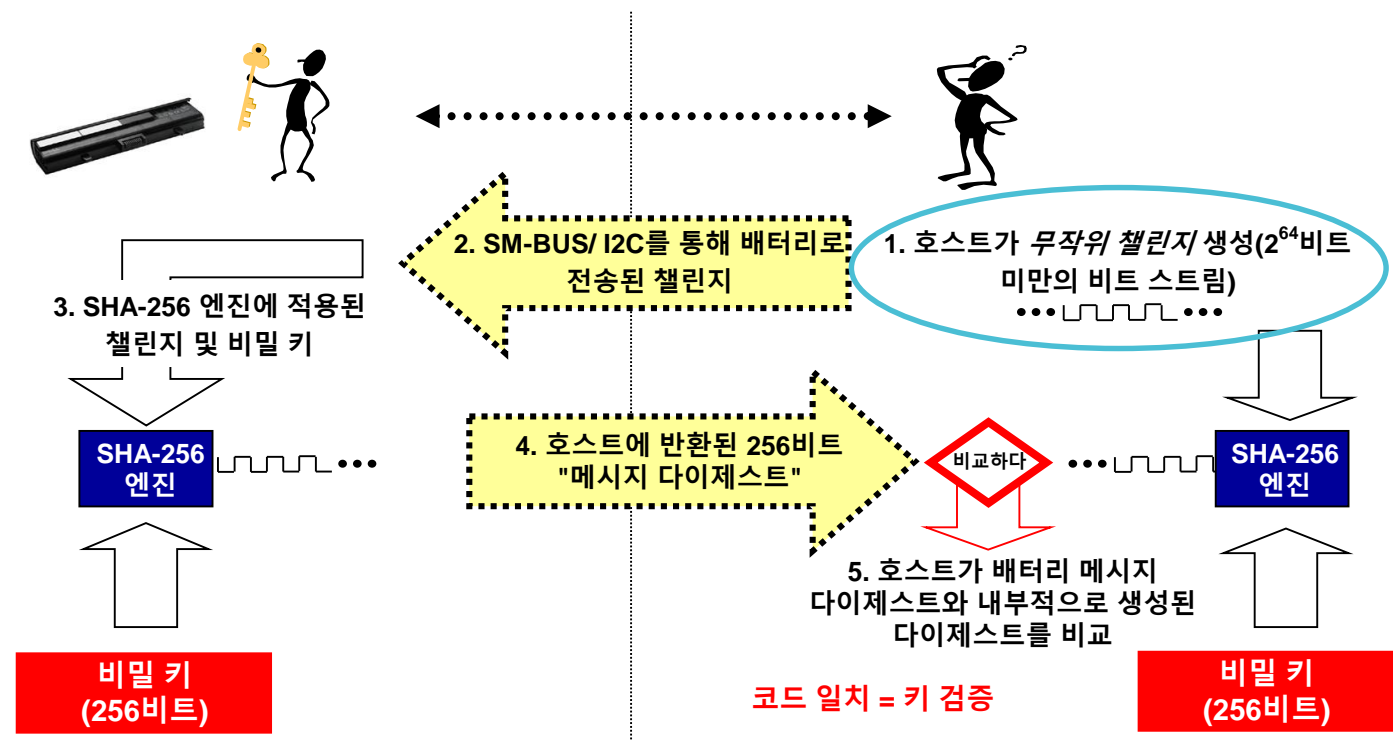 1. 호스트가 무작위 챌린지 생성(2^64비트
미만의 비트 스트림)
2. SM-BUS/ I2C를 통해 배터리로
전송된 챌린지
3. SHA-256 엔진에 적용된
챌린지 및 비밀 키
4. 호스트에 반환된 256비트
"메시지 다이제스트"
비교하다
SHA-256
엔진
SHA-256
엔진
5. 호스트가 배터리 메시지
다이제스트와 내부적으로 생성된
다이제스트를 비교
비밀 키
(256비트)
코드 일치 = 키 검증
비밀 키
(256비트)